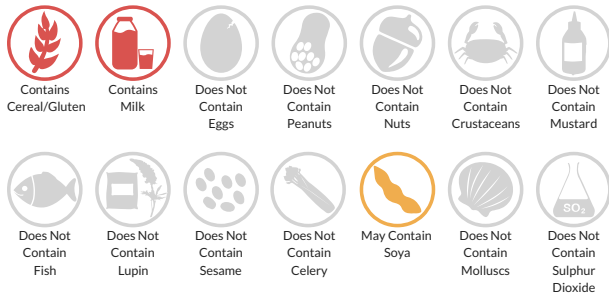 Contains
Cereal/Gluten
Contains
Milk
Does Not
Contain
Eggs
Does Not
Contain
Peanuts
Does Not
Contain
Nuts
Does Not
Contain
Crustaceans
Does Not
Contain
Mustard
SO₂
Does Not
Contain
Fish
Does Not
Contain
Lupin
Does Not
Contain
Sesame
Does Not
Contain
Celery
May Contain
Soya
Does Not
Contain
Molluscs
Does Not
Contain
Sulphur
Dioxide